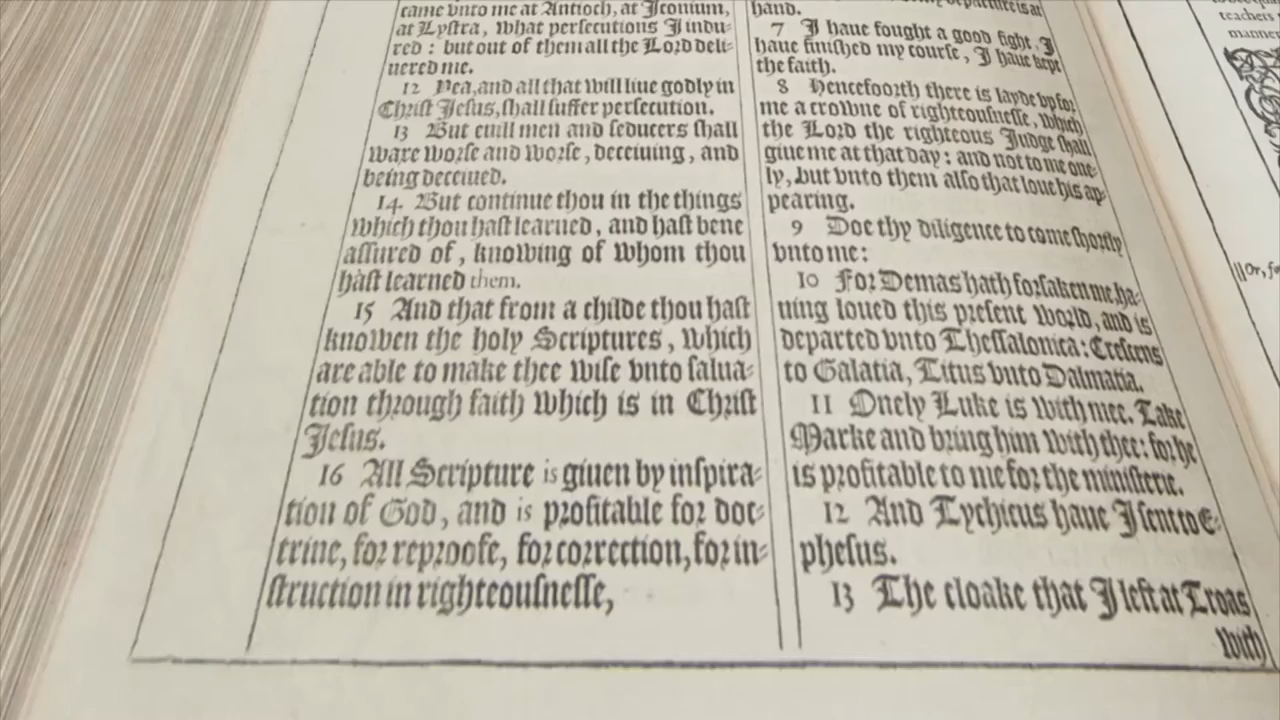 came vnto me at Antioch, at Iconium,
at Lystra, what persecutions I indu-
red : but out of them all the Lord deli-
uered me.
12 Yea, and all that will liue godly in
Christ Iesus, shall suffer persecution.
13 But euill men and seducers shall
waxe worse and worse, deceiuing, and
being deceiued.
14 But continue thou in the things
which thou hast learned, and hast bene
assured of, knowing of whom thou
hast learned them.
15 And that from a childe thou hast
knowen the holy Scriptures, which
are able to make thee wise vnto salua-
tion through faith which is in Christ
Iesus.
16 All Scripture is giuen by inspira-
tion of God, and is profitable for doc-
trine, for reproofe, for correction, for in-
struction in righteousnesse,
departure is at
hand.
7 I haue fought a good fight, I
haue finished my course, I haue kept
the faith.
8 Hencefoorth there is layde vp for
me a crowne of righteousnesse, which
the Lord the righteous Iudge shall
giue me at that day : and not to me one-
ly, but vnto them also that loue his ap-
pearing.
9 Doe thy diligence to come shortly
vnto me :
10 For Demas hath forsaken me, ha-
uing loued this present world, and is
departed vnto Thessalonica : Crescens
to Galatia, Titus vnto Dalmatia.
11 Onely Luke is with mee. Take
Marke and bring him with thee : for he
is profitable to me for the ministerie.
12 And Tychicus haue I sent to E-
phesus.
13 The cloake that I left at Troas
with
teachers
manner
||Or, fo